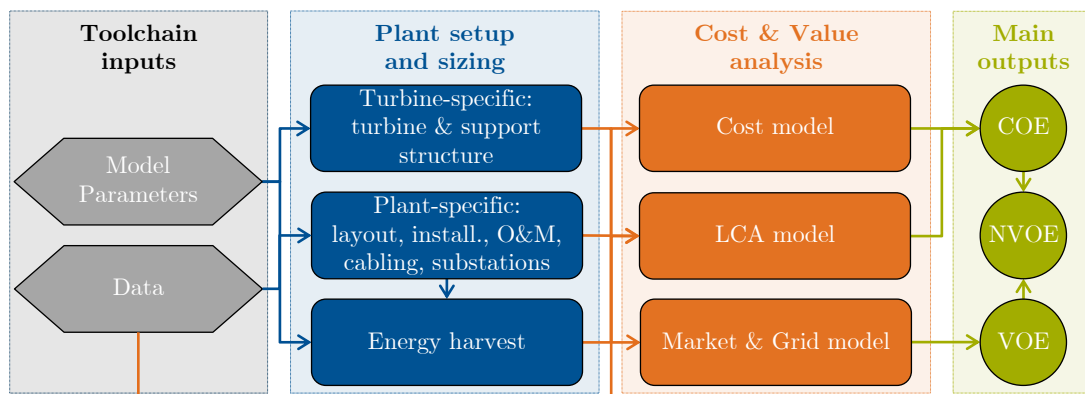 Toolchain
inputs
Model
Parameters
Data
Plant setup
and sizing
Turbine-specific:
turbine & support
structure
Plant-specific:
layout, install., O&M,
cabling, substations
Energy harvest
Cost & Value
analysis
Cost model
LCA model
Market & Grid model
Main
outputs
COE
NVOE
VOE